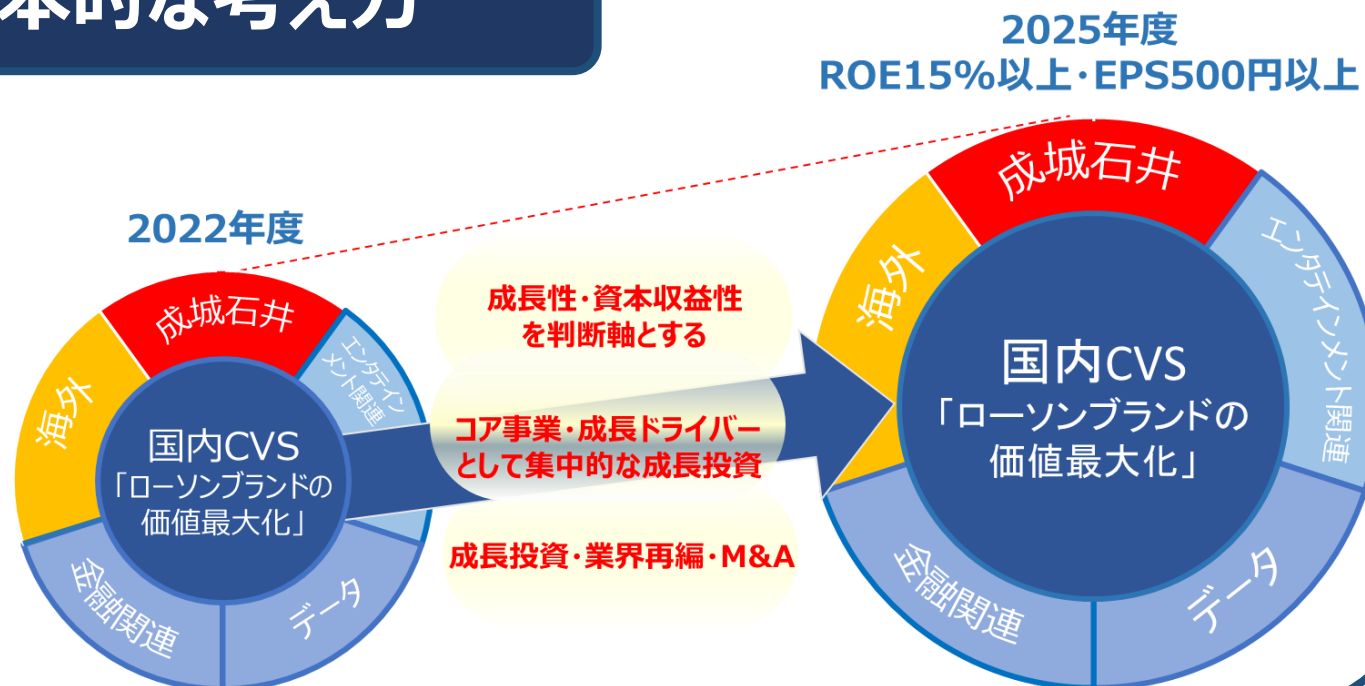 本的な考え方
2025年度
ROE15%以上・EPS500円以上
2022年度
成城石井
エンタテイン
メント関連
海外
国内CVS
「ローソンブランドの
価値最大化」
金融関連
データ
成長性・資本収益性
を判断軸とする
コア事業・成長ドライバー
として集中的な成長投資
成長投資・業界再編・M&A
成城石井
エンタテインメント関連
海外
国内CVS
「ローソンブランドの
価値最大化」
金融関連
データ